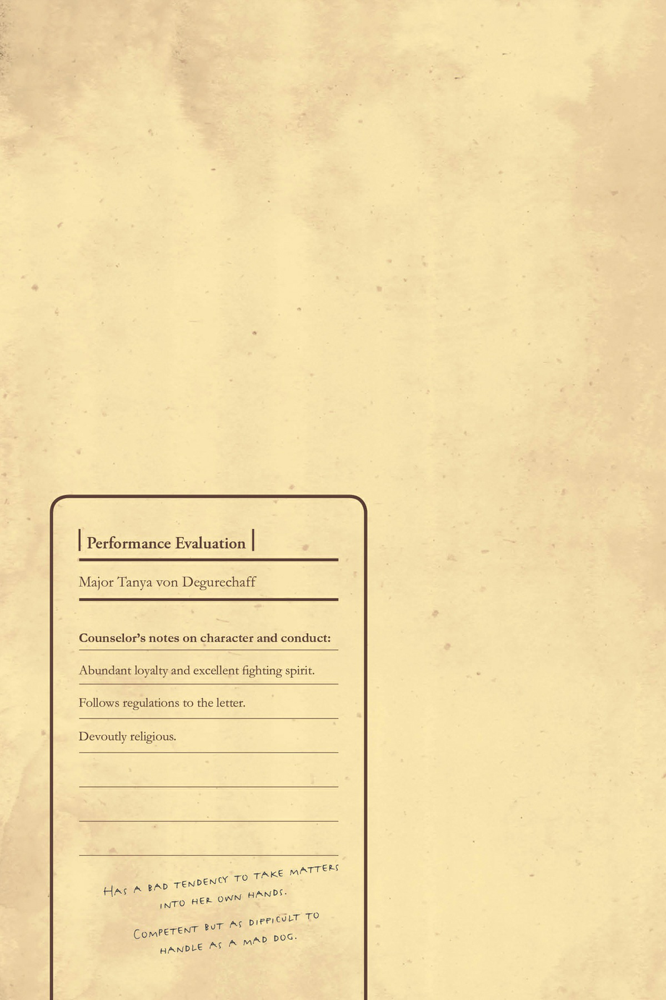 Performance Evaluation
Major Tanya von Degurechaff
Counselor’s notes on character and conduct:
Abundant loyalty and excellent fighting spirit.
Follows regulations to the letter.
Devoutly religious.
HAS A BAD TENDENCY TO TAKE MATTERS
INTO HER OWN HANDS.
COMPETENT BUT AS DIFFICULT TO
HANDLE AS A MAD DOG.